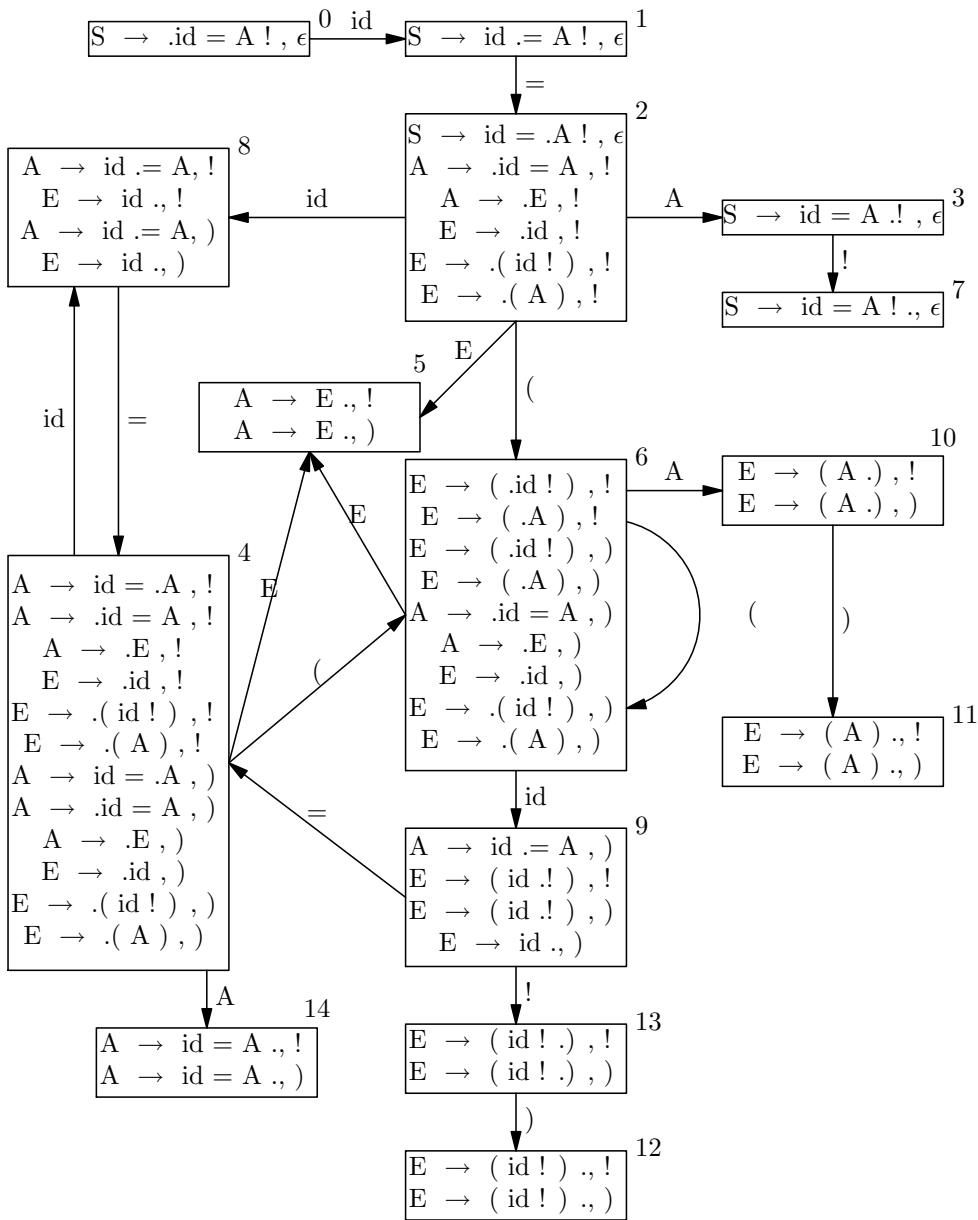 0
S → .id = A ! , ϵ
id
1
S → id .= A ! , ϵ
=
2
S → id = .A ! , ϵ
A → .id = A , !
A → .E , !
E → .id , !
E → .( id ! ) , !
E → .( A ) , !
8
A → id .= A, !
E → id ., !
A → id .= A, )
E → id ., )
id
A
3
S → id = A .! , ϵ
!
7
S → id = A ! ., ϵ
E
(
5
A → E ., !
A → E ., )
id
=
E
E
(
6
E → ( .id ! ) , !
E → ( .A ) , !
E → ( .id ! ) , )
E → ( .A ) , )
A → .id = A , )
A → .E , )
E → .id , )
E → .( id ! ) , )
E → .( A ) , )
A
10
E → ( A .) , !
E → ( A .) , )
(
)
11
E → ( A ) ., !
E → ( A ) ., )
4
A → id = .A , !
A → .id = A , !
A → .E , !
E → .id , !
E → .( id ! ) , !
E → .( A ) , !
A → id = .A , )
A → .id = A , )
A → .E , )
E → .id , )
E → .( id ! ) , )
E → .( A ) , )
=
id
9
A → id .= A , )
E → ( id .! ) , !
E → ( id .! ) , )
E → id ., )
A
14
A → id = A ., !
A → id = A ., )
!
13
E → ( id ! .) , !
E → ( id ! .) , )
)
12
E → ( id ! ) ., !
E → ( id ! ) ., )